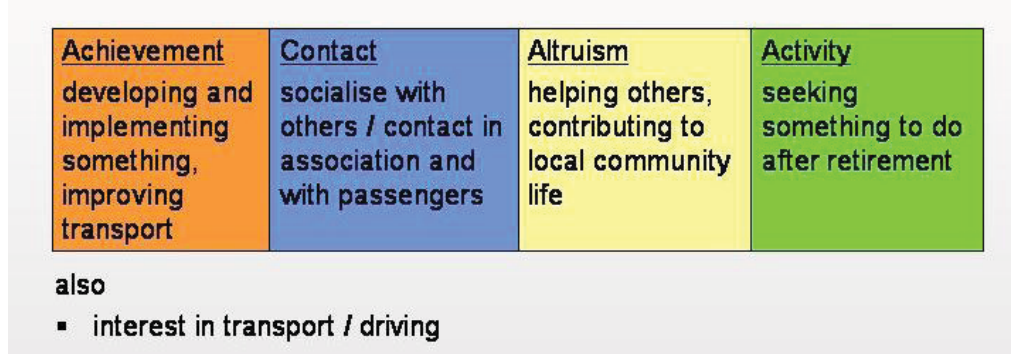 Achievement
developing and
implementing
something,
improving
transport
Contact
socialise with
others / contact in
association and
with passengers
Altruism
helping others,
contributing to
local community
life
Activity
seeking
something to do
after retirement
also
▪ interest in transport / driving